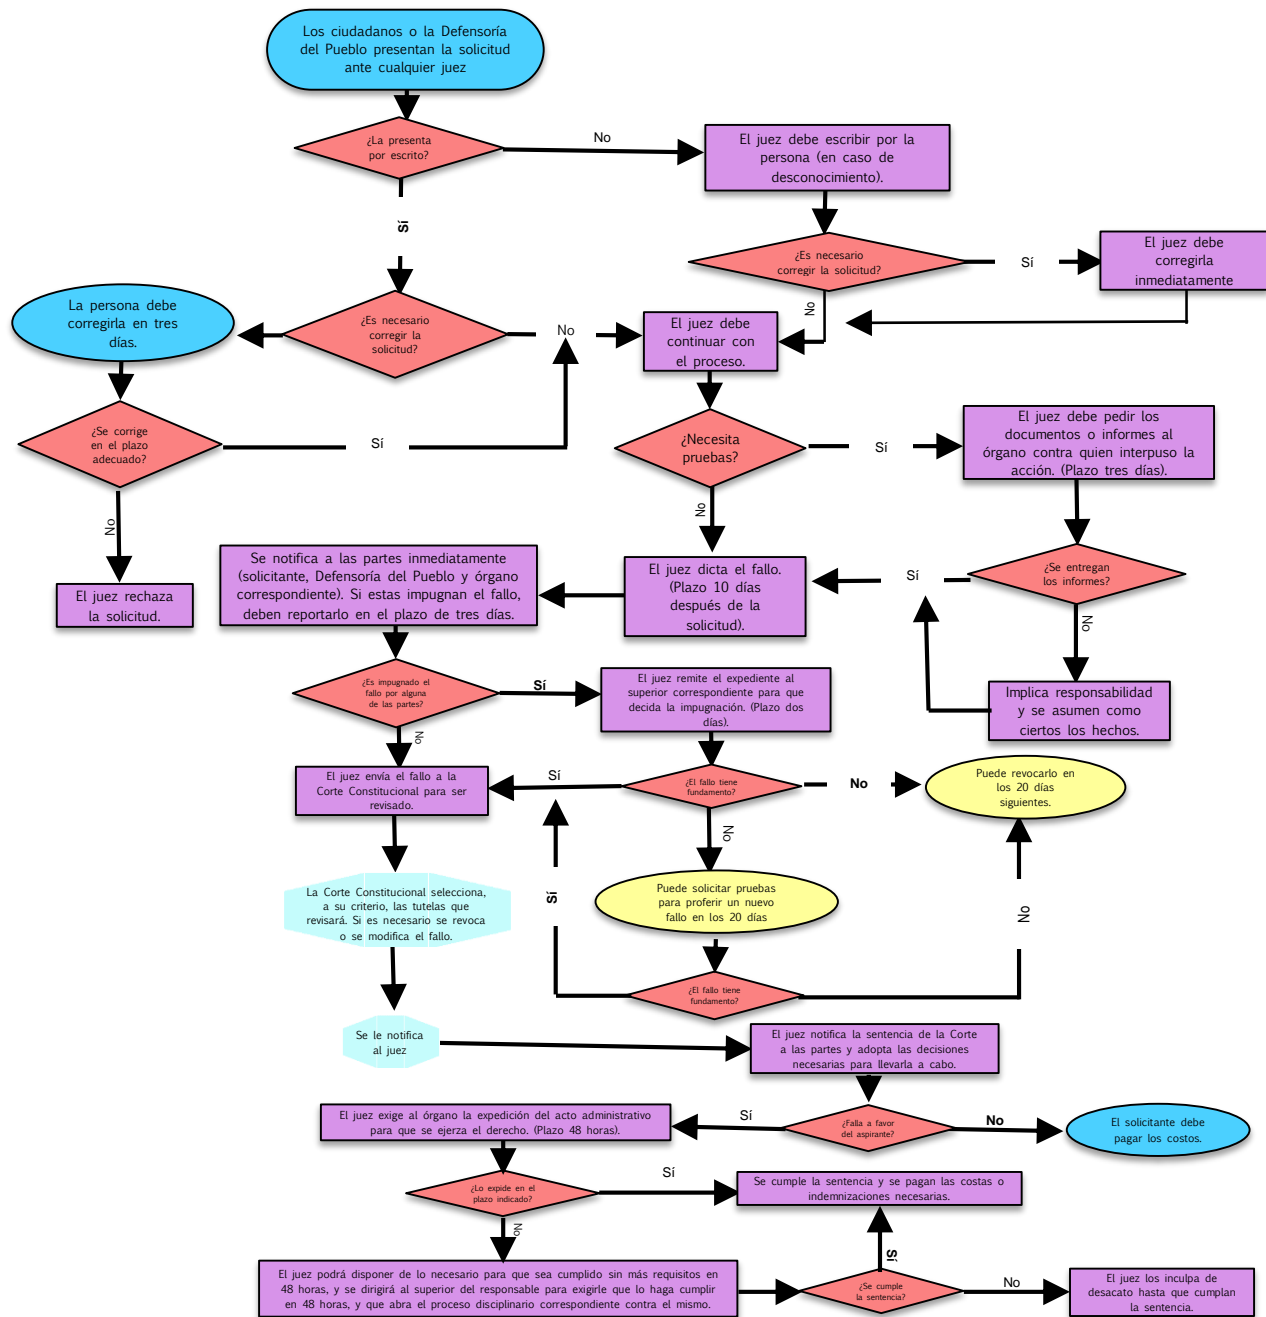 Los ciudadanos o la Defensoría
del Pueblo presentan la solicitud
ante cualquier juez
¿La presenta
por escrito?
No
El juez debe escribir por la
persona (en caso de
desconocimiento).
Sí
¿Es necesario
corregir la solicitud?
Sí
El juez debe
corregirla
inmediatamente
No
La persona debe
corregirla en tres
días.
¿Es necesario
corregir la
solicitud?
No
El juez debe
continuar con
el proceso.
¿Se corrige
en el plazo
adecuado?
Sí
¿Necesita
pruebas?
Sí
El juez debe pedir los
documentos o informes al
órgano contra quien interpuso la
acción. (Plazo tres días).
No
No
El juez rechaza
la solicitud.
Se notifica a las partes inmediatamente
(solicitante, Defensoría del Pueblo y órgano
correspondiente). Si estas impugnan el fallo,
deben reportarlo en el plazo de tres días.
El juez dicta el fallo.
(Plazo 10 días
después de la
solicitud).
Sí
¿Se entregan
los informes?
No
Implica responsabilidad
y se asumen como
ciertos los hechos.
¿Es impugnado el
fallo por alguna
de las partes?
Sí
El juez remite el expediente al
superior correspondiente para que
decida la impugnación. (Plazo dos
días).
No
El juez envía el fallo a la
Corte Constitucional para ser
revisado.
Sí
¿El fallo tiene
fundamento?
No
Puede revocarlo en
los 20 días
siguientes.
No
La Corte Constitucional selecciona,
a su criterio, las tutelas que
revisará. Si es necesario se revoca
o se modifica el fallo.
Sí
Puede solicitar pruebas
para proferir un nuevo
fallo en los 20 días
No
¿El fallo tiene
fundamento?
Se le notifica
al juez
El juez notifica la sentencia de la Corte
a las partes y adopta las decisiones
necesarias para llevarla a cabo.
El juez exige al órgano la expedición del acto administrativo
para que se ejerza el derecho. (Plazo 48 horas).
Sí
¿Falla a favor
del aspirante?
No
El solicitante debe
pagar los costos.
¿Lo expide en el
plazo indicado?
Sí
Se cumple la sentencia y se pagan las costas o
indemnizaciones necesarias.
No
Sí
El juez podrá disponer de lo necesario para que sea cumplido sin más requisitos en
48 horas, y se dirigirá al superior del responsable para exigirle que lo haga cumplir
en 48 horas, y que abra el proceso disciplinario correspondiente contra el mismo.
¿Se cumple
la sentencia?
No
El juez los inculpa de
desacato hasta que cumplan
la sentencia.